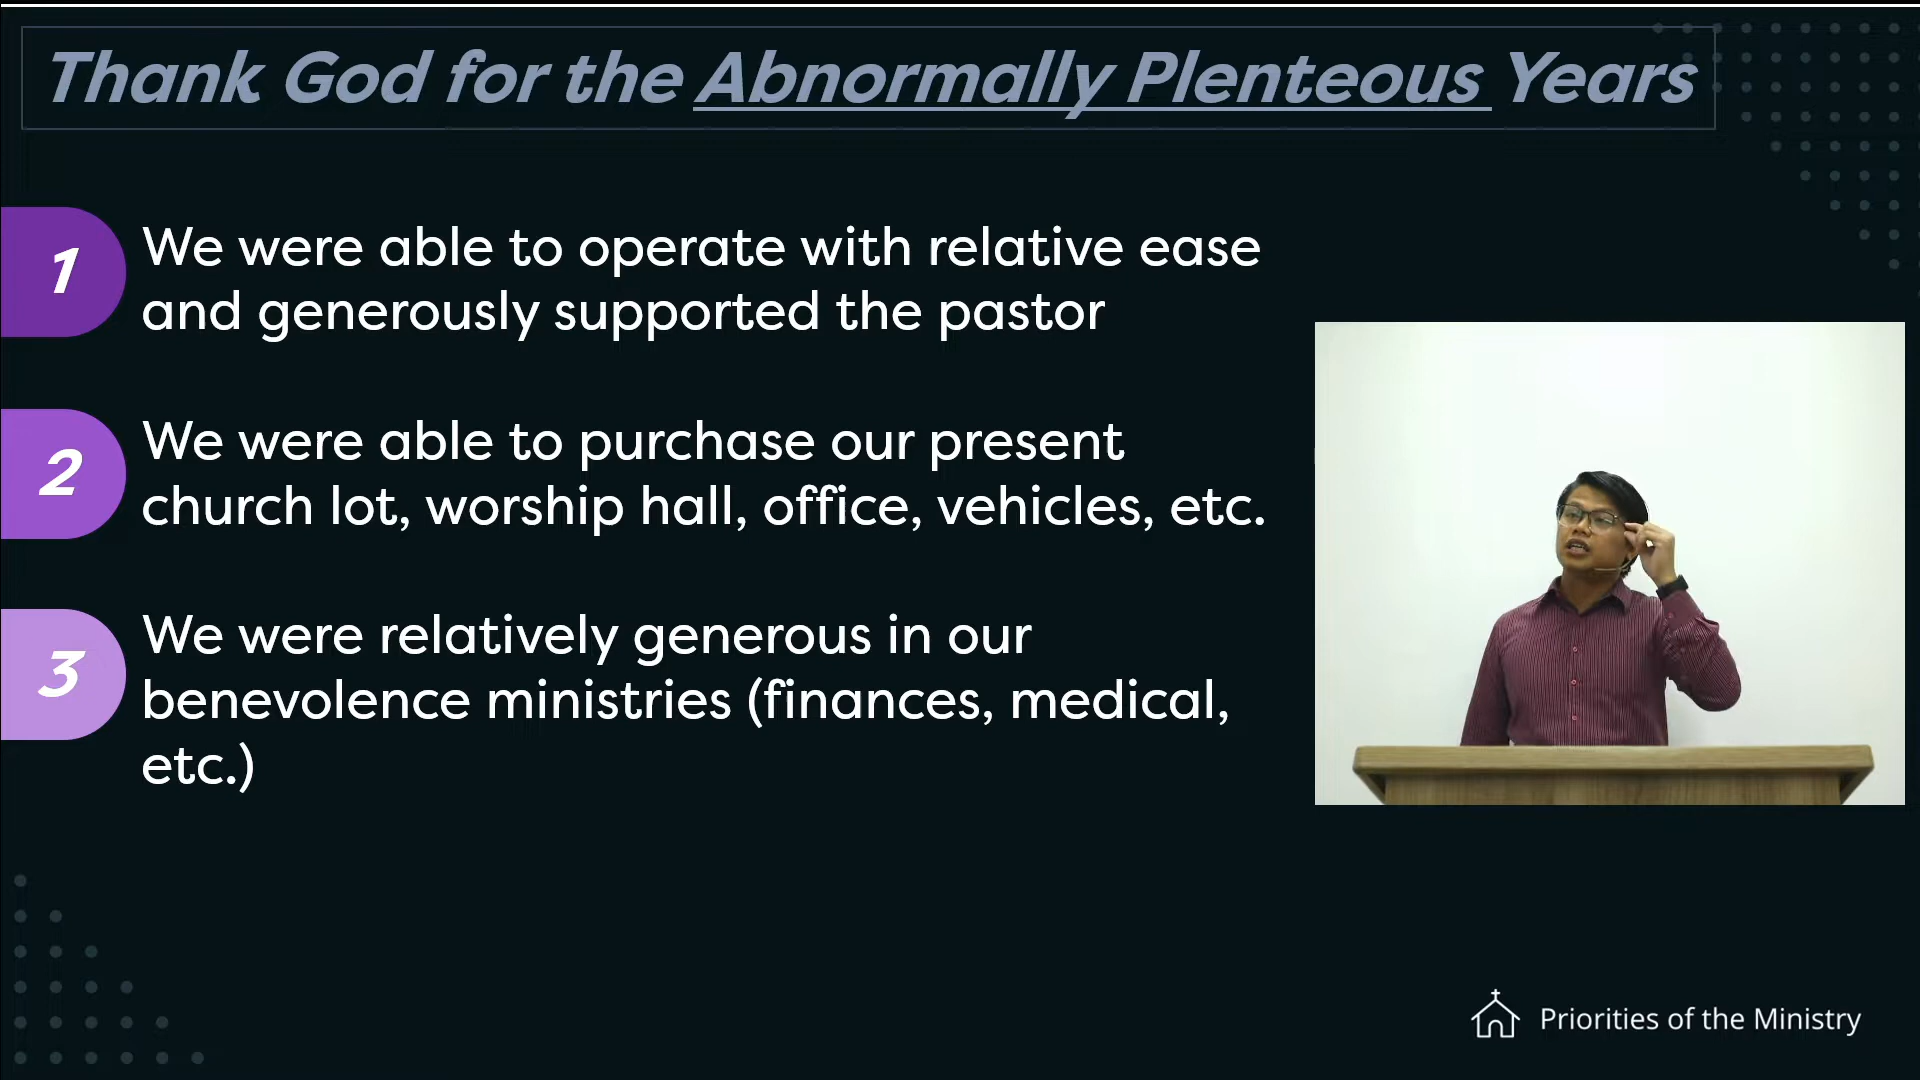 Thank God for the Abnormally Plenteous Years
1
We were able to operate with relative ease
and generously supported the pastor
2
We were able to purchase our present
church lot, worship hall, office, vehicles, etc.
3
We were relatively generous in our
benevolence ministries (finances, medical,
etc.)
Priorities of the Ministry